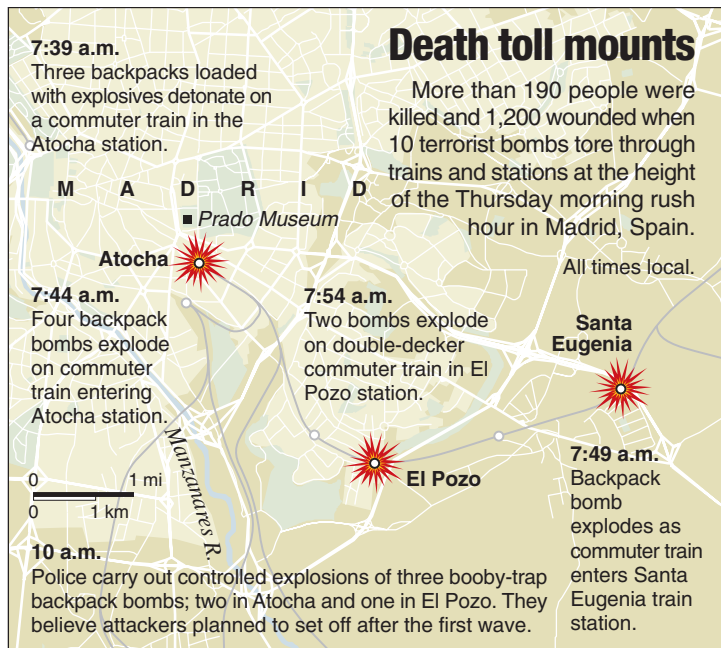 Death toll mounts
More than 190 people were
killed and 1,200 wounded when
10 terrorist bombs tore through
trains and stations at the height
of the Thursday morning rush
hour in Madrid, Spain.
All times local.
7:39 a.m.
Three backpacks loaded
with explosives detonate on
a commuter train in the
Atocha station.
MADRID
Prado Museum
Atocha
7:44 a.m.
Four backpack
bombs explode
on commuter
train entering
Atocha station.
7:54 a.m.
Two bombs explode
on double-decker
commuter train in El
Pozo station.
Santa
Eugenia
El Pozo
7:49 a.m.
Backpack
bomb
explodes as
commuter train
enters Santa
Eugenia train
station.
Manzanares R.
0 1 mi
0 1 km
10 a.m.
Police carry out controlled explosions of three booby-trap
backpack bombs; two in Atocha and one in El Pozo. They
believe attackers planned to set off after the first wave.